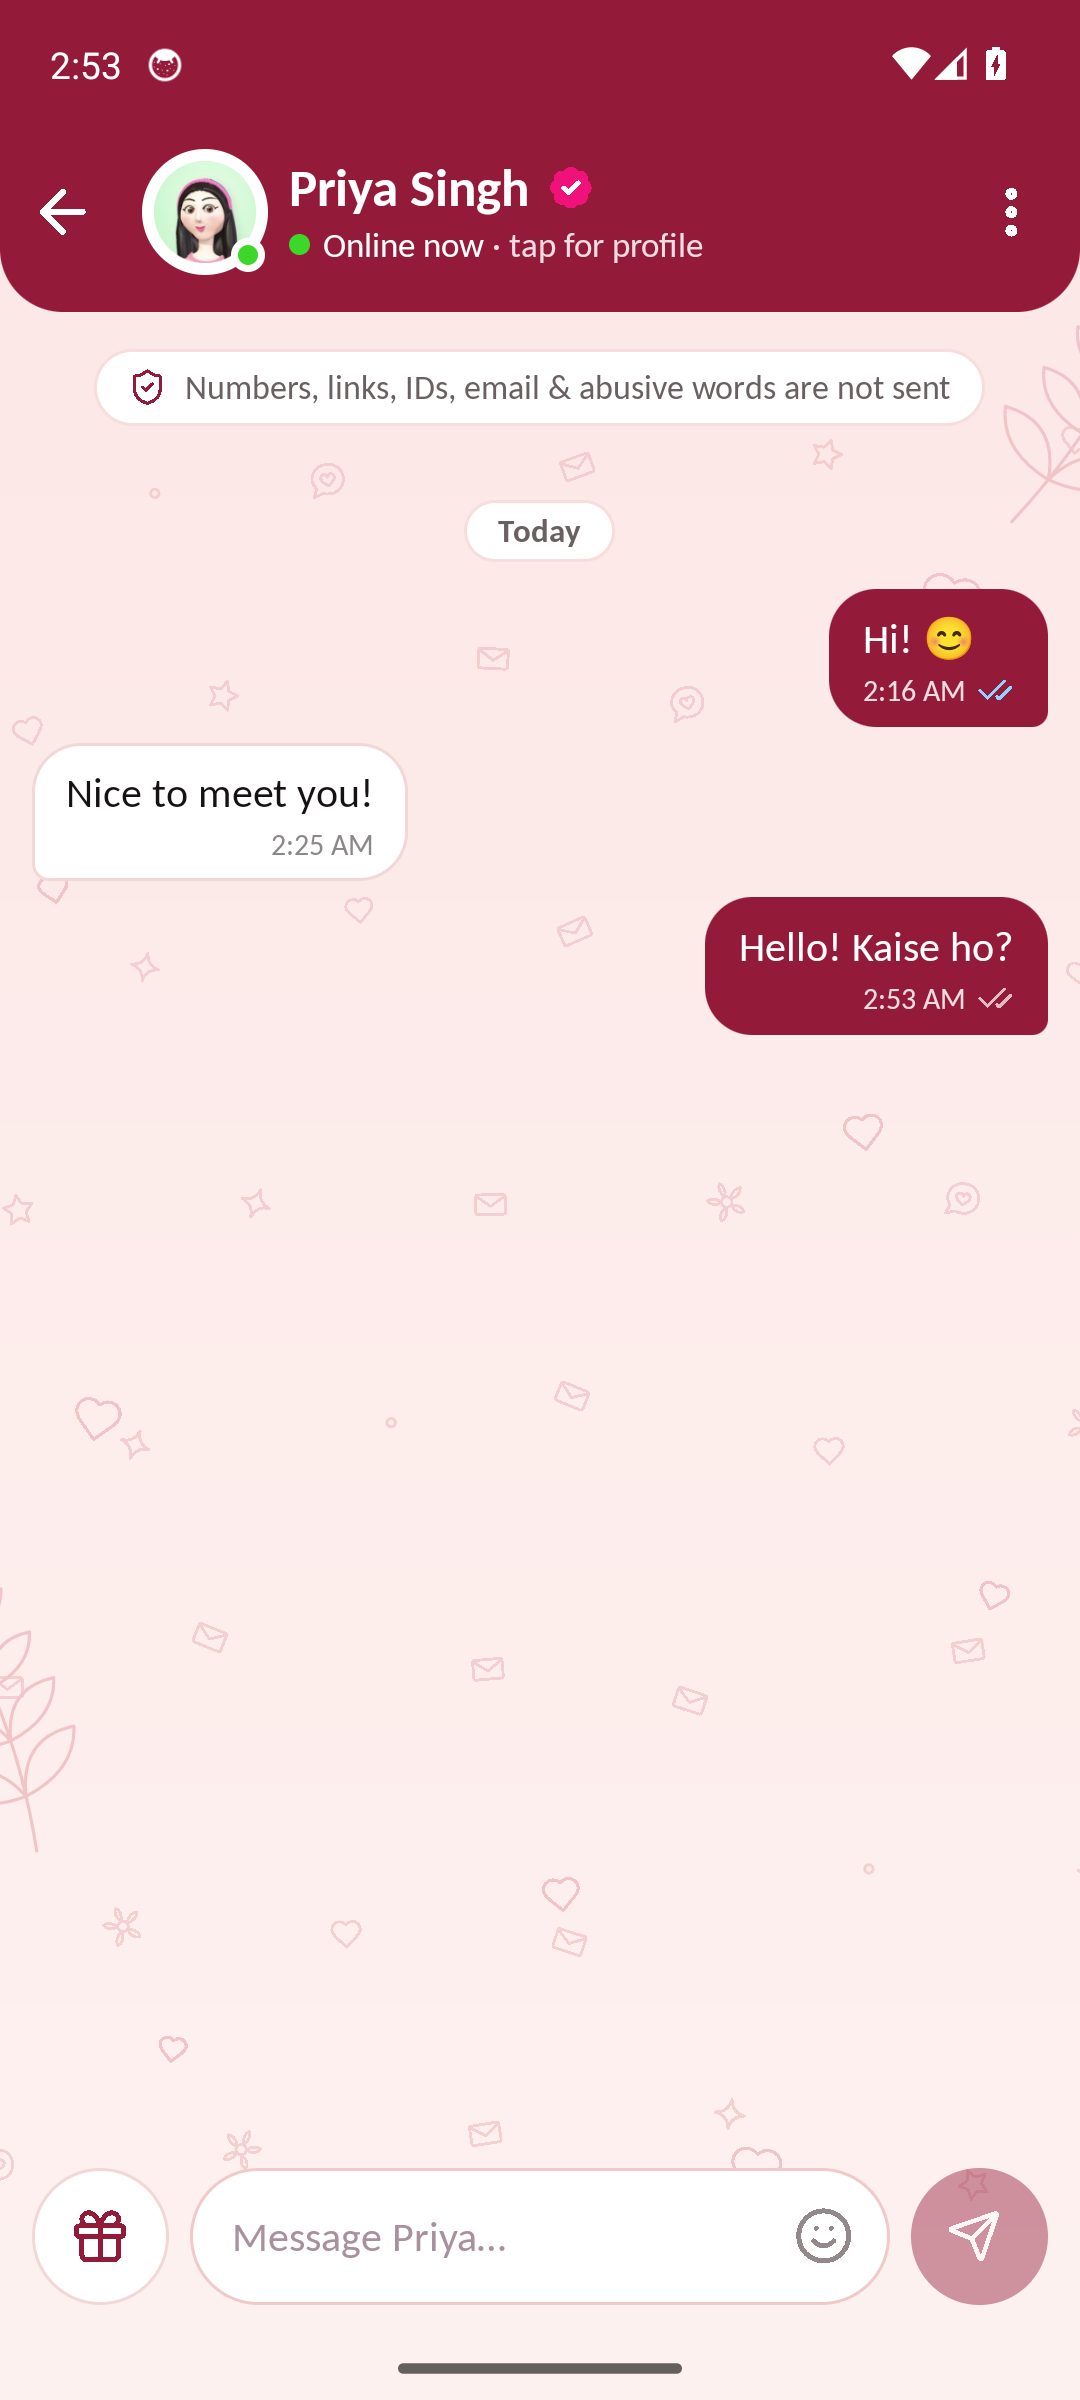 2:53
Priya Singh
Online now · tap for profile
Numbers, links, IDs, email & abusive words are not sent
Today
Hi! 😊
2:16 AM
Nice to meet you!
2:25 AM
Hello! Kaise ho?
2:53 AM
Message Priya...